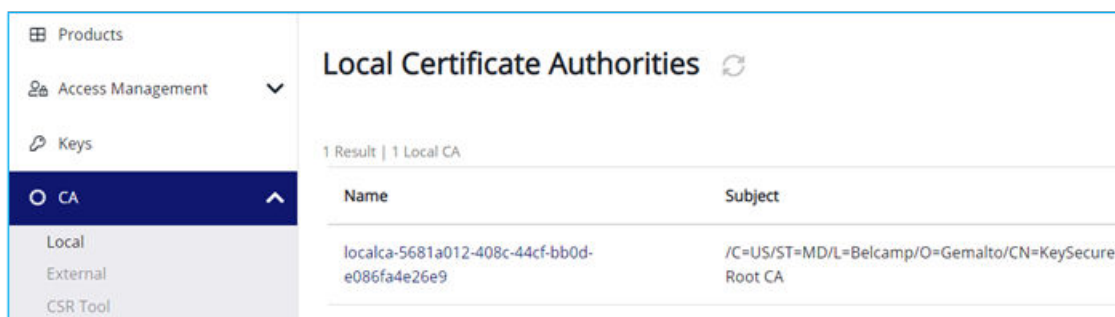 Products
Access Management
Keys
CA
Local
External
CSR Tool
Local Certificate Authorities
1 Result | 1 Local CA
Name Subject
localca-5681a012-408c-44cf-bb0d- /C=US/ST=MD/L=Belcamp/O=Gemalto/CN=KeySecure
e086fa4e26e9 Root CA